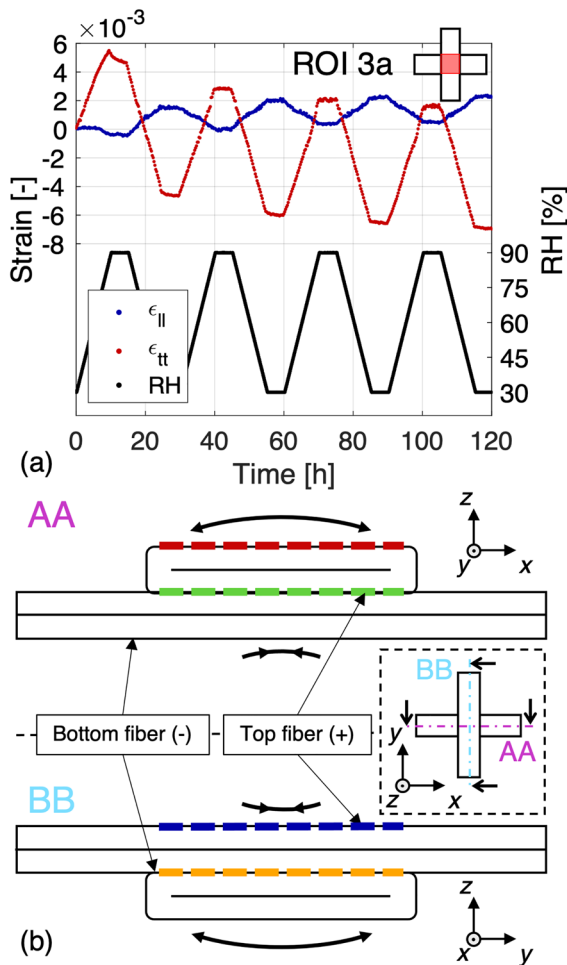 ×10⁻³
ROI 3a
6
4
2
0
-2
-4
-6
-8
Strain [-]
90
75
60
45
30
RH [%]
ϵll
ϵtt
RH
0 20 40 60 80 100 120
Time [h]
(a)
AA
z
y x
Bottom fiber (-)
Top fiber (+)
BB
y
AA
z x
BB
z
x y
(b)